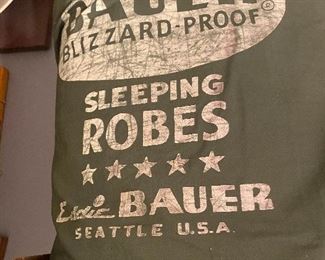 BAUER
BLIZZARD-PROOF®
SLEEPING
ROBES
Eddie BAUER
SEATTLE U.S.A.